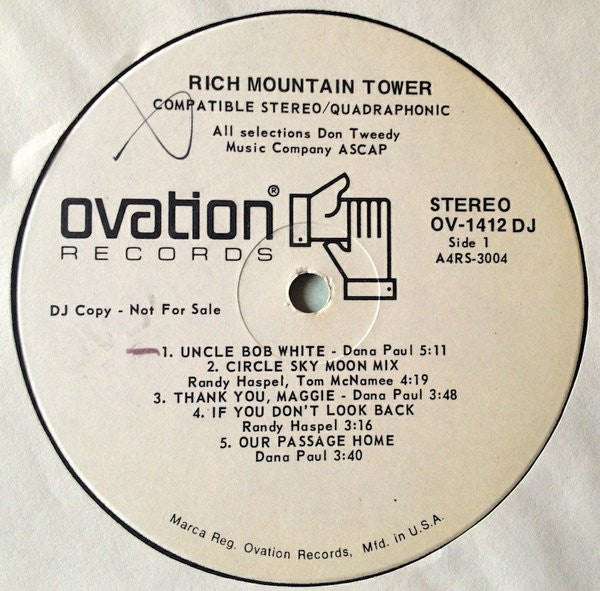 RICH MOUNTAIN TOWER
COMPATIBLE STEREO/QUADRAPHONIC
All selections Don Tweedy
Music Company ASCAP
ovation®
RECORDS
STEREO
OV-1412 DJ
Side 1
A4RS-3004
DJ Copy - Not For Sale
1. UNCLE BOB WHITE - Dana Paul 5:11
2. CIRCLE SKY MOON MIX
Randy Haspel, Tom McNamee 4:19
3. THANK YOU, MAGGIE - Dana Paul 3:48
4. IF YOU DON'T LOOK BACK
Randy Haspel 3:16
5. OUR PASSAGE HOME
Dana Paul 3:40
Marca Reg. Ovation Records, Mfd. in U.S.A.